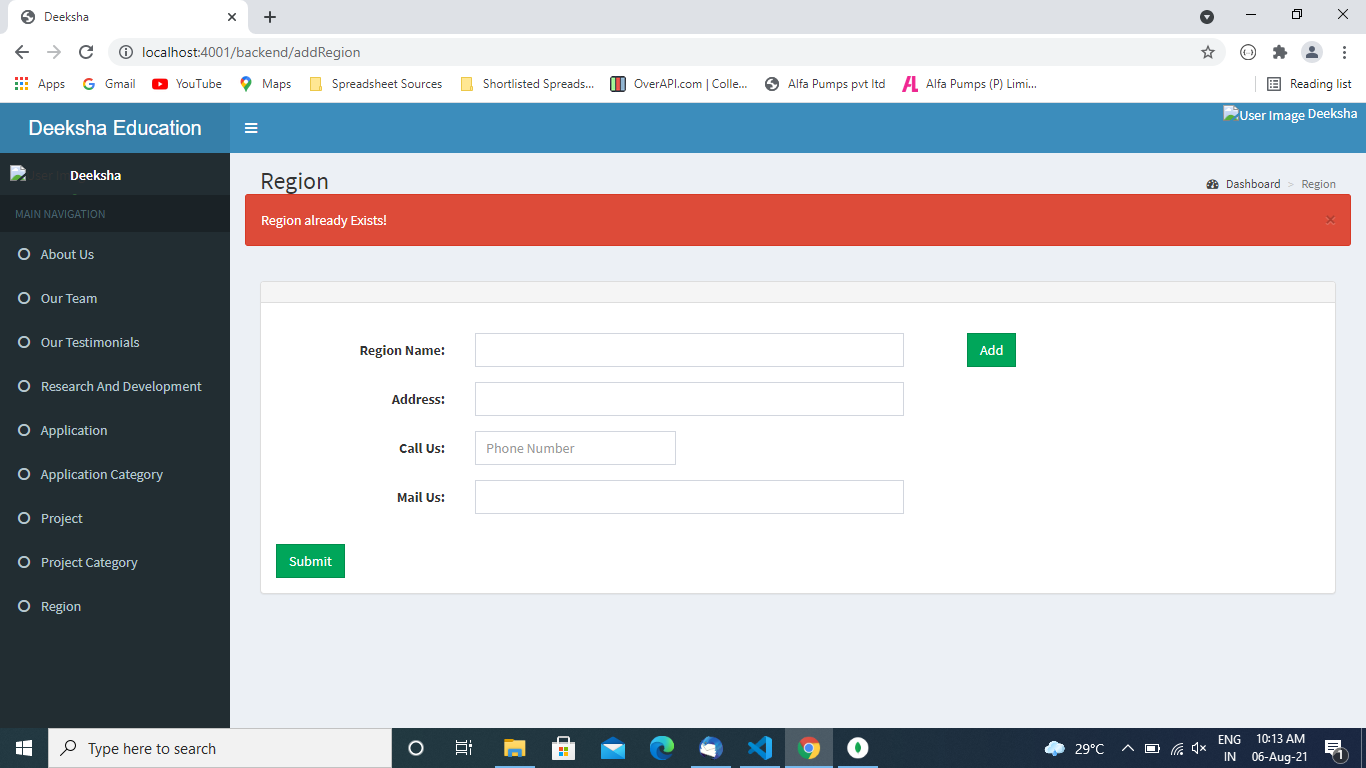 Deeksha
localhost:4001/backend/addRegion
Apps Gmail YouTube Maps Spreadsheet Sources Shortlisted Spreads... OverAPI.com | Colle... Alfa Pumps pvt ltd Alfa Pumps (P) Limi... Reading list
Deeksha Education
User Image Deeksha
Deeksha
MAIN NAVIGATION
About Us
Our Team
Our Testimonials
Research And Development
Application
Application Category
Project
Project Category
Region
Region
Dashboard > Region
Region already Exists!
×
Region Name:
Add
Address:
Call Us:
Phone Number
Mail Us:
Submit
Type here to search
29°C
ENG
IN
10:13 AM
06-Aug-21
1